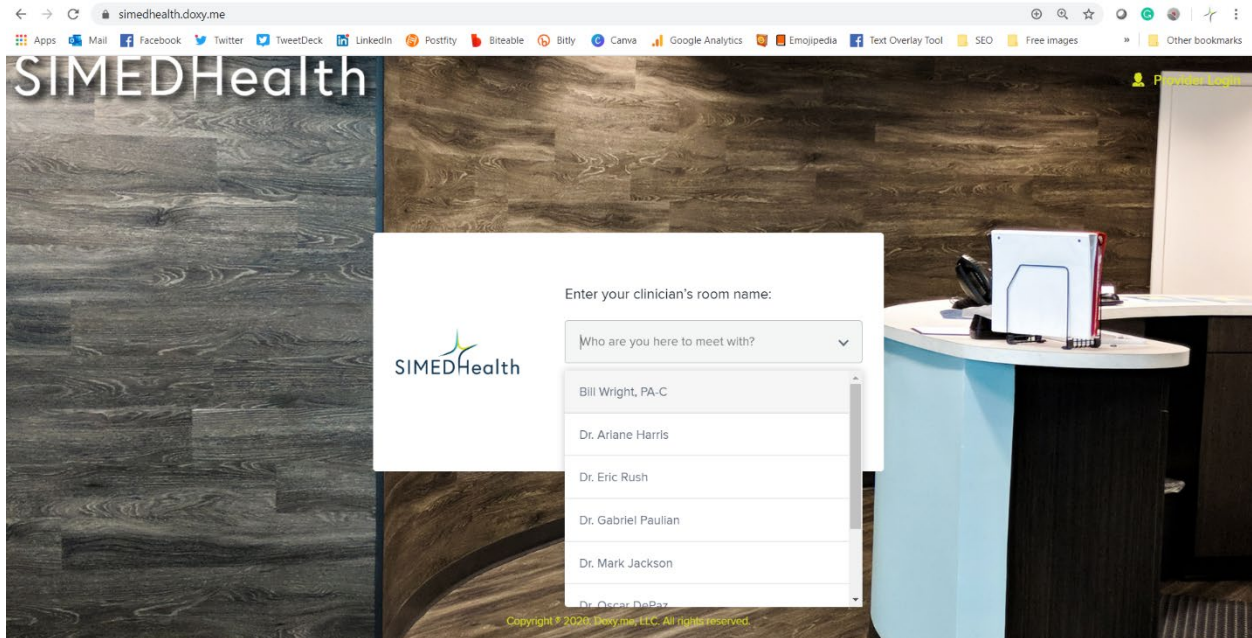 simedhealth.doxy.me
Apps Mail Facebook Twitter TweetDeck LinkedIn Postfity Biteable Bitly Canva Google Analytics Emojipedia Text Overlay Tool SEO Free images » Other bookmarks
SIMEDHealth
Provider Login
Enter your clinician's room name:
Who are you here to meet with?
SIMEDHealth
Bill Wright, PA-C
Dr. Ariane Harris
Dr. Eric Rush
Dr. Gabriel Paulian
Dr. Mark Jackson
Dr. Oscar DePaz
Copyright © 2020, Doxy.me, LLC. All rights reserved.